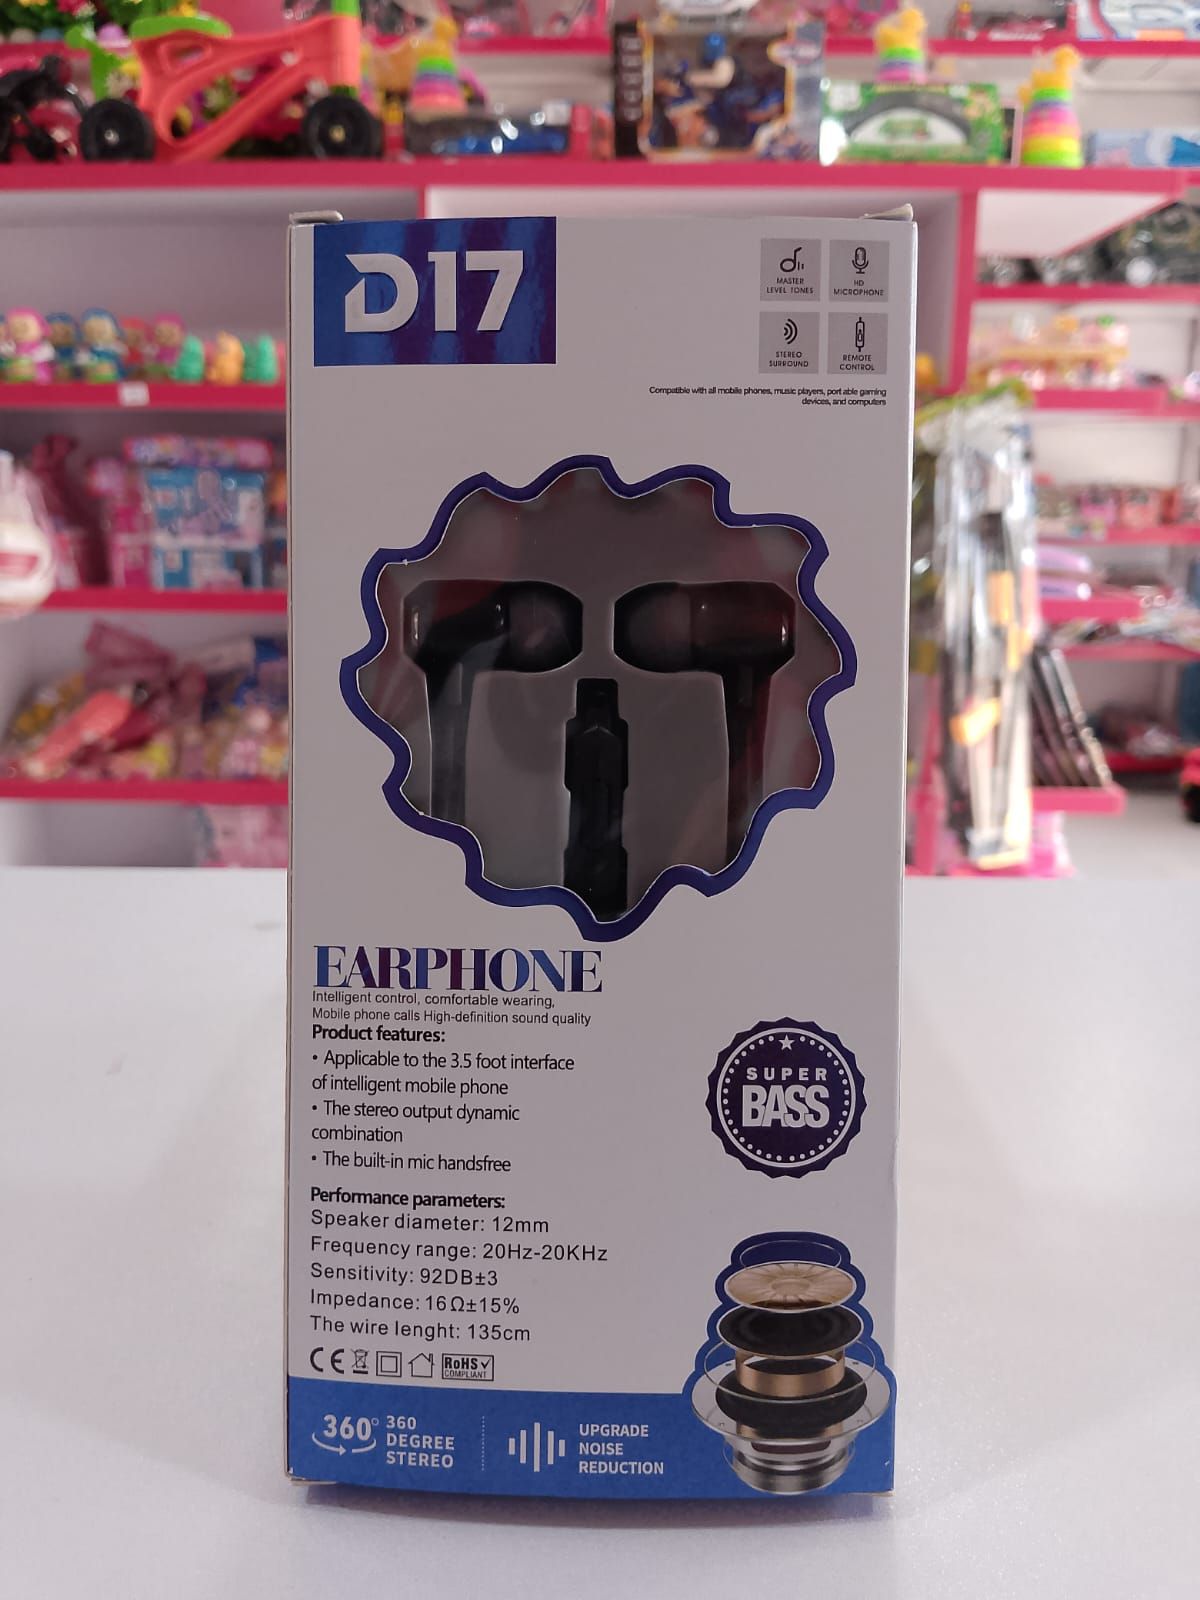 D17
MASTER
LEVEL TONES
HD
MICROPHONE
STEREO
SURROUND
REMOTE
CONTROL
Compatible with all mobile phones, music players, port able gaming
devices, and computers
EARPHONE
Intelligent control, comfortable wearing,
Mobile phone calls High-definition sound quality
Product features:
• Applicable to the 3.5 foot interface
of intelligent mobile phone
• The stereo output dynamic
combination
• The built-in mic handsfree
SUPER
BASS
Performance parameters:
Speaker diameter: 12mm
Frequency range: 20Hz-20KHz
Sensitivity: 92DB±3
Impedance: 16Ω±15%
The wire lenght: 135cm
CE
RoHS✓
COMPLIANT
360°
360
DEGREE
STEREO
UPGRADE
NOISE
REDUCTION